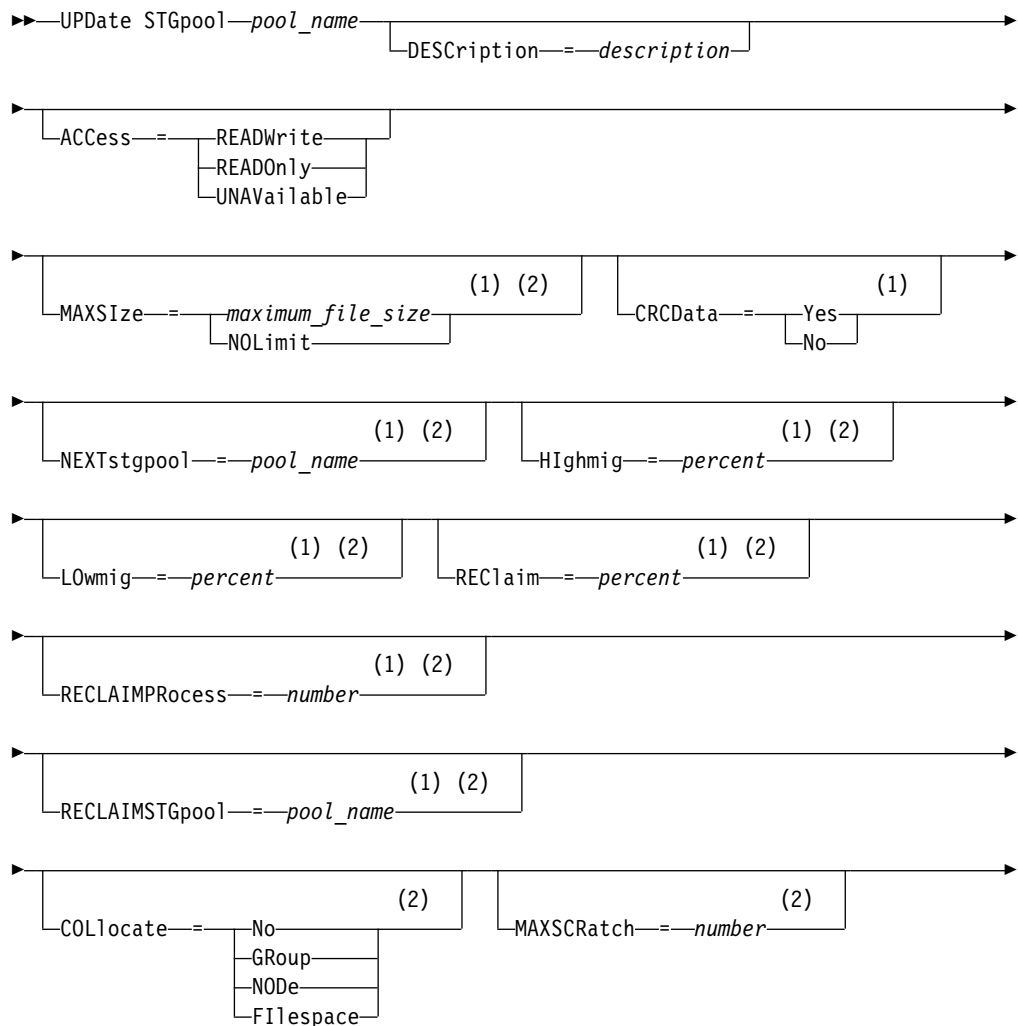 UPDate STGpool pool_name
DESCription = description
ACCess = READWrite
READOnly
UNAVailable
(1) (2) (1)
MAXSIze = maximum_file_size CRCData = Yes
NOLimit No
(1) (2) (1) (2)
NEXTstgpool = pool_name HIghmig = percent
(1) (2) (1) (2)
LOwmig = percent REClaim = percent
(1) (2)
RECLAIMPRocess = number
(1) (2)
RECLAIMSTGpool = pool_name
(2) (2)
COLlocate = No MAXSCRatch = number
GRoup
NODe
FIlespace